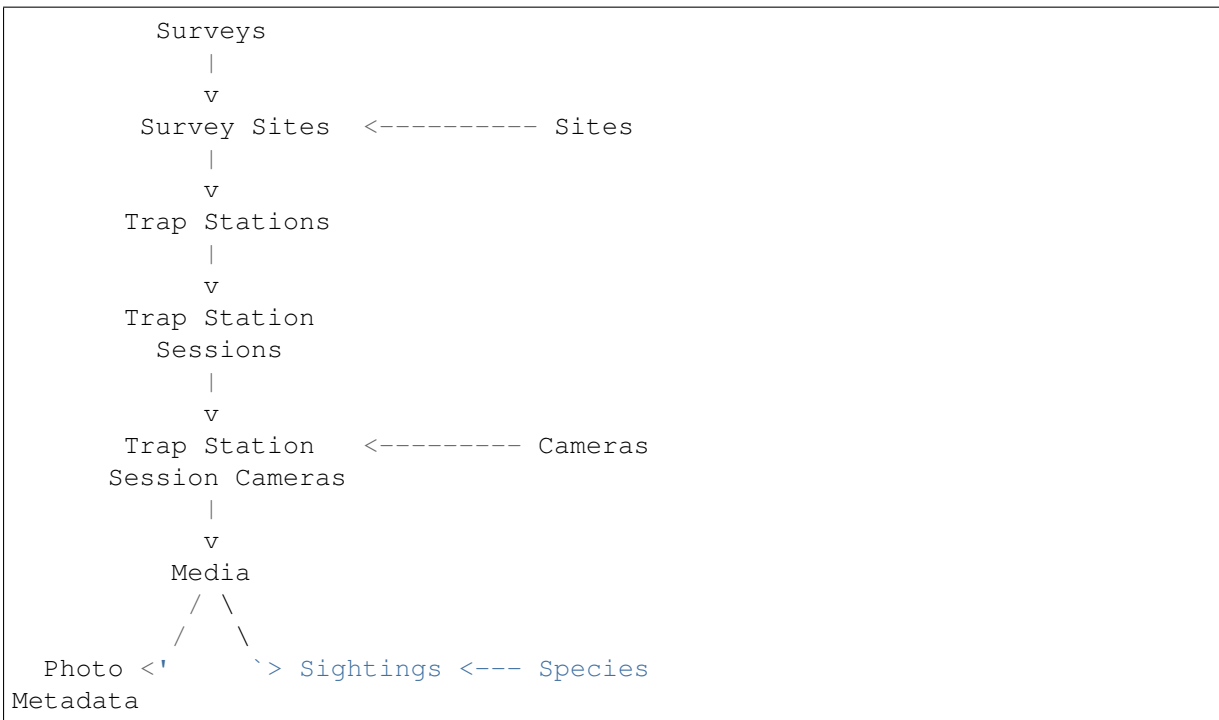 Surveys
|
v
Survey Sites <---------- Sites
|
v
Trap Stations
|
v
Trap Station
Sessions
|
v
Trap Station <--------- Cameras
Session Cameras
|
v
Media
/ \
/ \
Photo <' `> Sightings <--- Species
Metadata